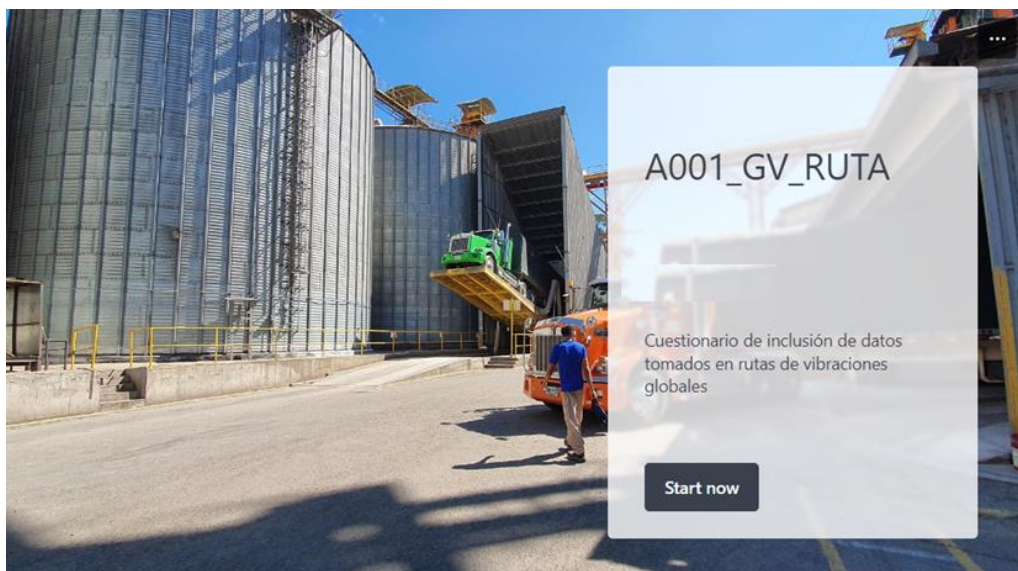 A001_GV_RUTA
Cuestionario de inclusión de datos
tomados en rutas de vibraciones
globales
Start now